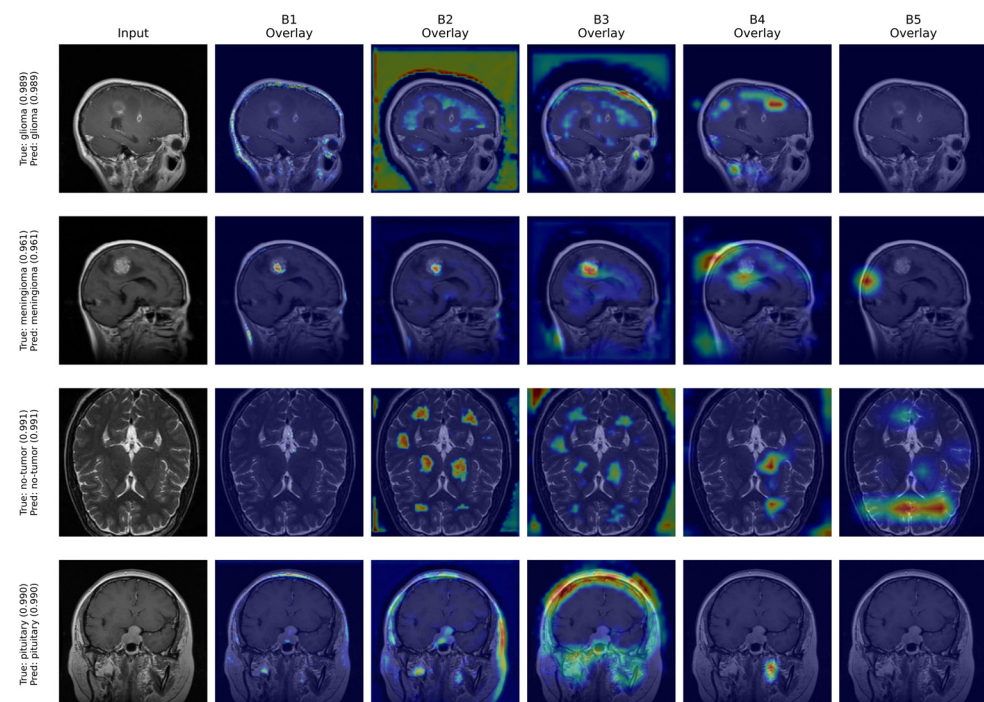 Input
B1
Overlay
B2
Overlay
B3
Overlay
B4
Overlay
B5
Overlay
True: glioma (0.989)
Pred: glioma (0.989)
True: meningioma (0.961)
Pred: meningioma (0.961)
True: no-tumor (0.991)
Pred: no-tumor (0.991)
True: pituitary (0.990)
Pred: pituitary (0.990)